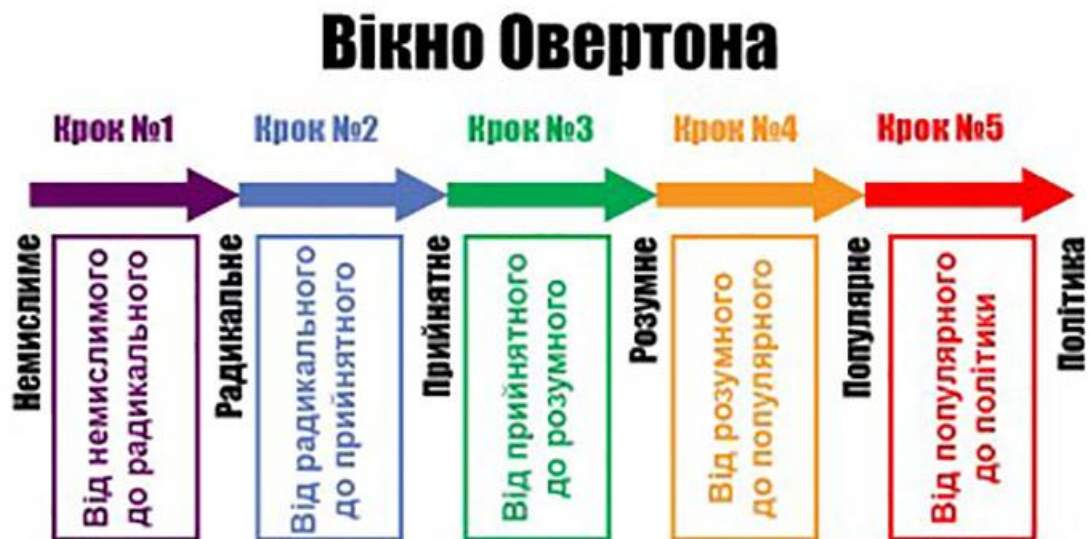 Вікно Овертона
Крок №1
Крок №2
Крок №3
Крок №4
Крок №5
Немислиме
Від немислимого
до радикального
Радикальне
Від радикального
до прийнятного
Прийнятне
Від прийнятного
до розумного
Розумне
Від розумного
до популярного
Популярне
Від популярного
до політики
Політика